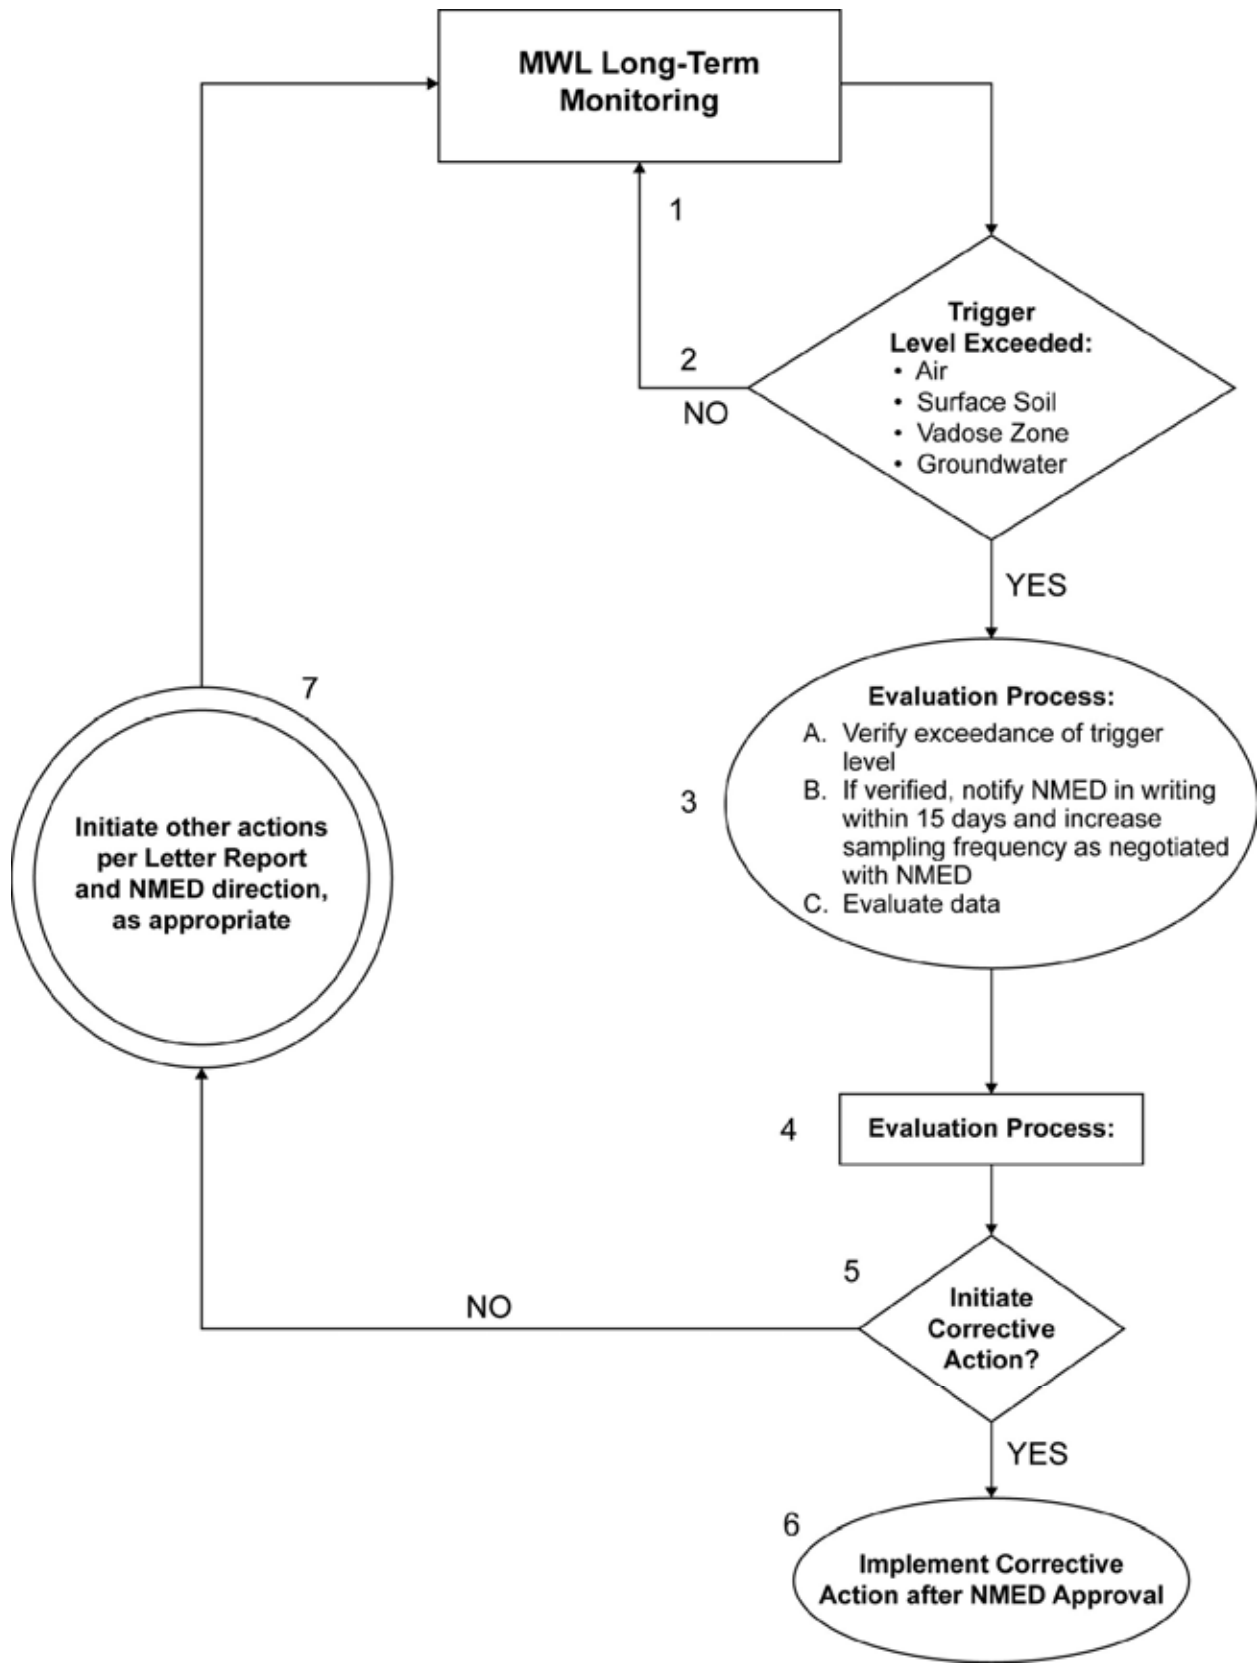 MWL Long-Term
Monitoring
1
Trigger
Level Exceeded:
• Air
• Surface Soil
• Vadose Zone
• Groundwater
2
NO
YES
Evaluation Process:
A. Verify exceedance of trigger
level
B. If verified, notify NMED in writing
within 15 days and increase
sampling frequency as negotiated
with NMED
C. Evaluate data
3
7
Initiate other actions
per Letter Report
and NMED direction,
as appropriate
4
Evaluation Process:
5
Initiate
Corrective
Action?
NO
YES
6
Implement Corrective
Action after NMED Approval